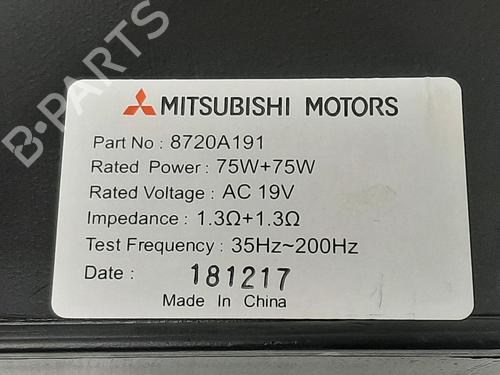 B-PARTS
MITSUBISHI MOTORS
Part No : 8720A191
Rated Power : 75W+75W
Rated Voltage : AC 19V
Impedance : 1.3Ω+1.3Ω
Test Frequency : 35Hz~200Hz
Date : 181217
Made In China